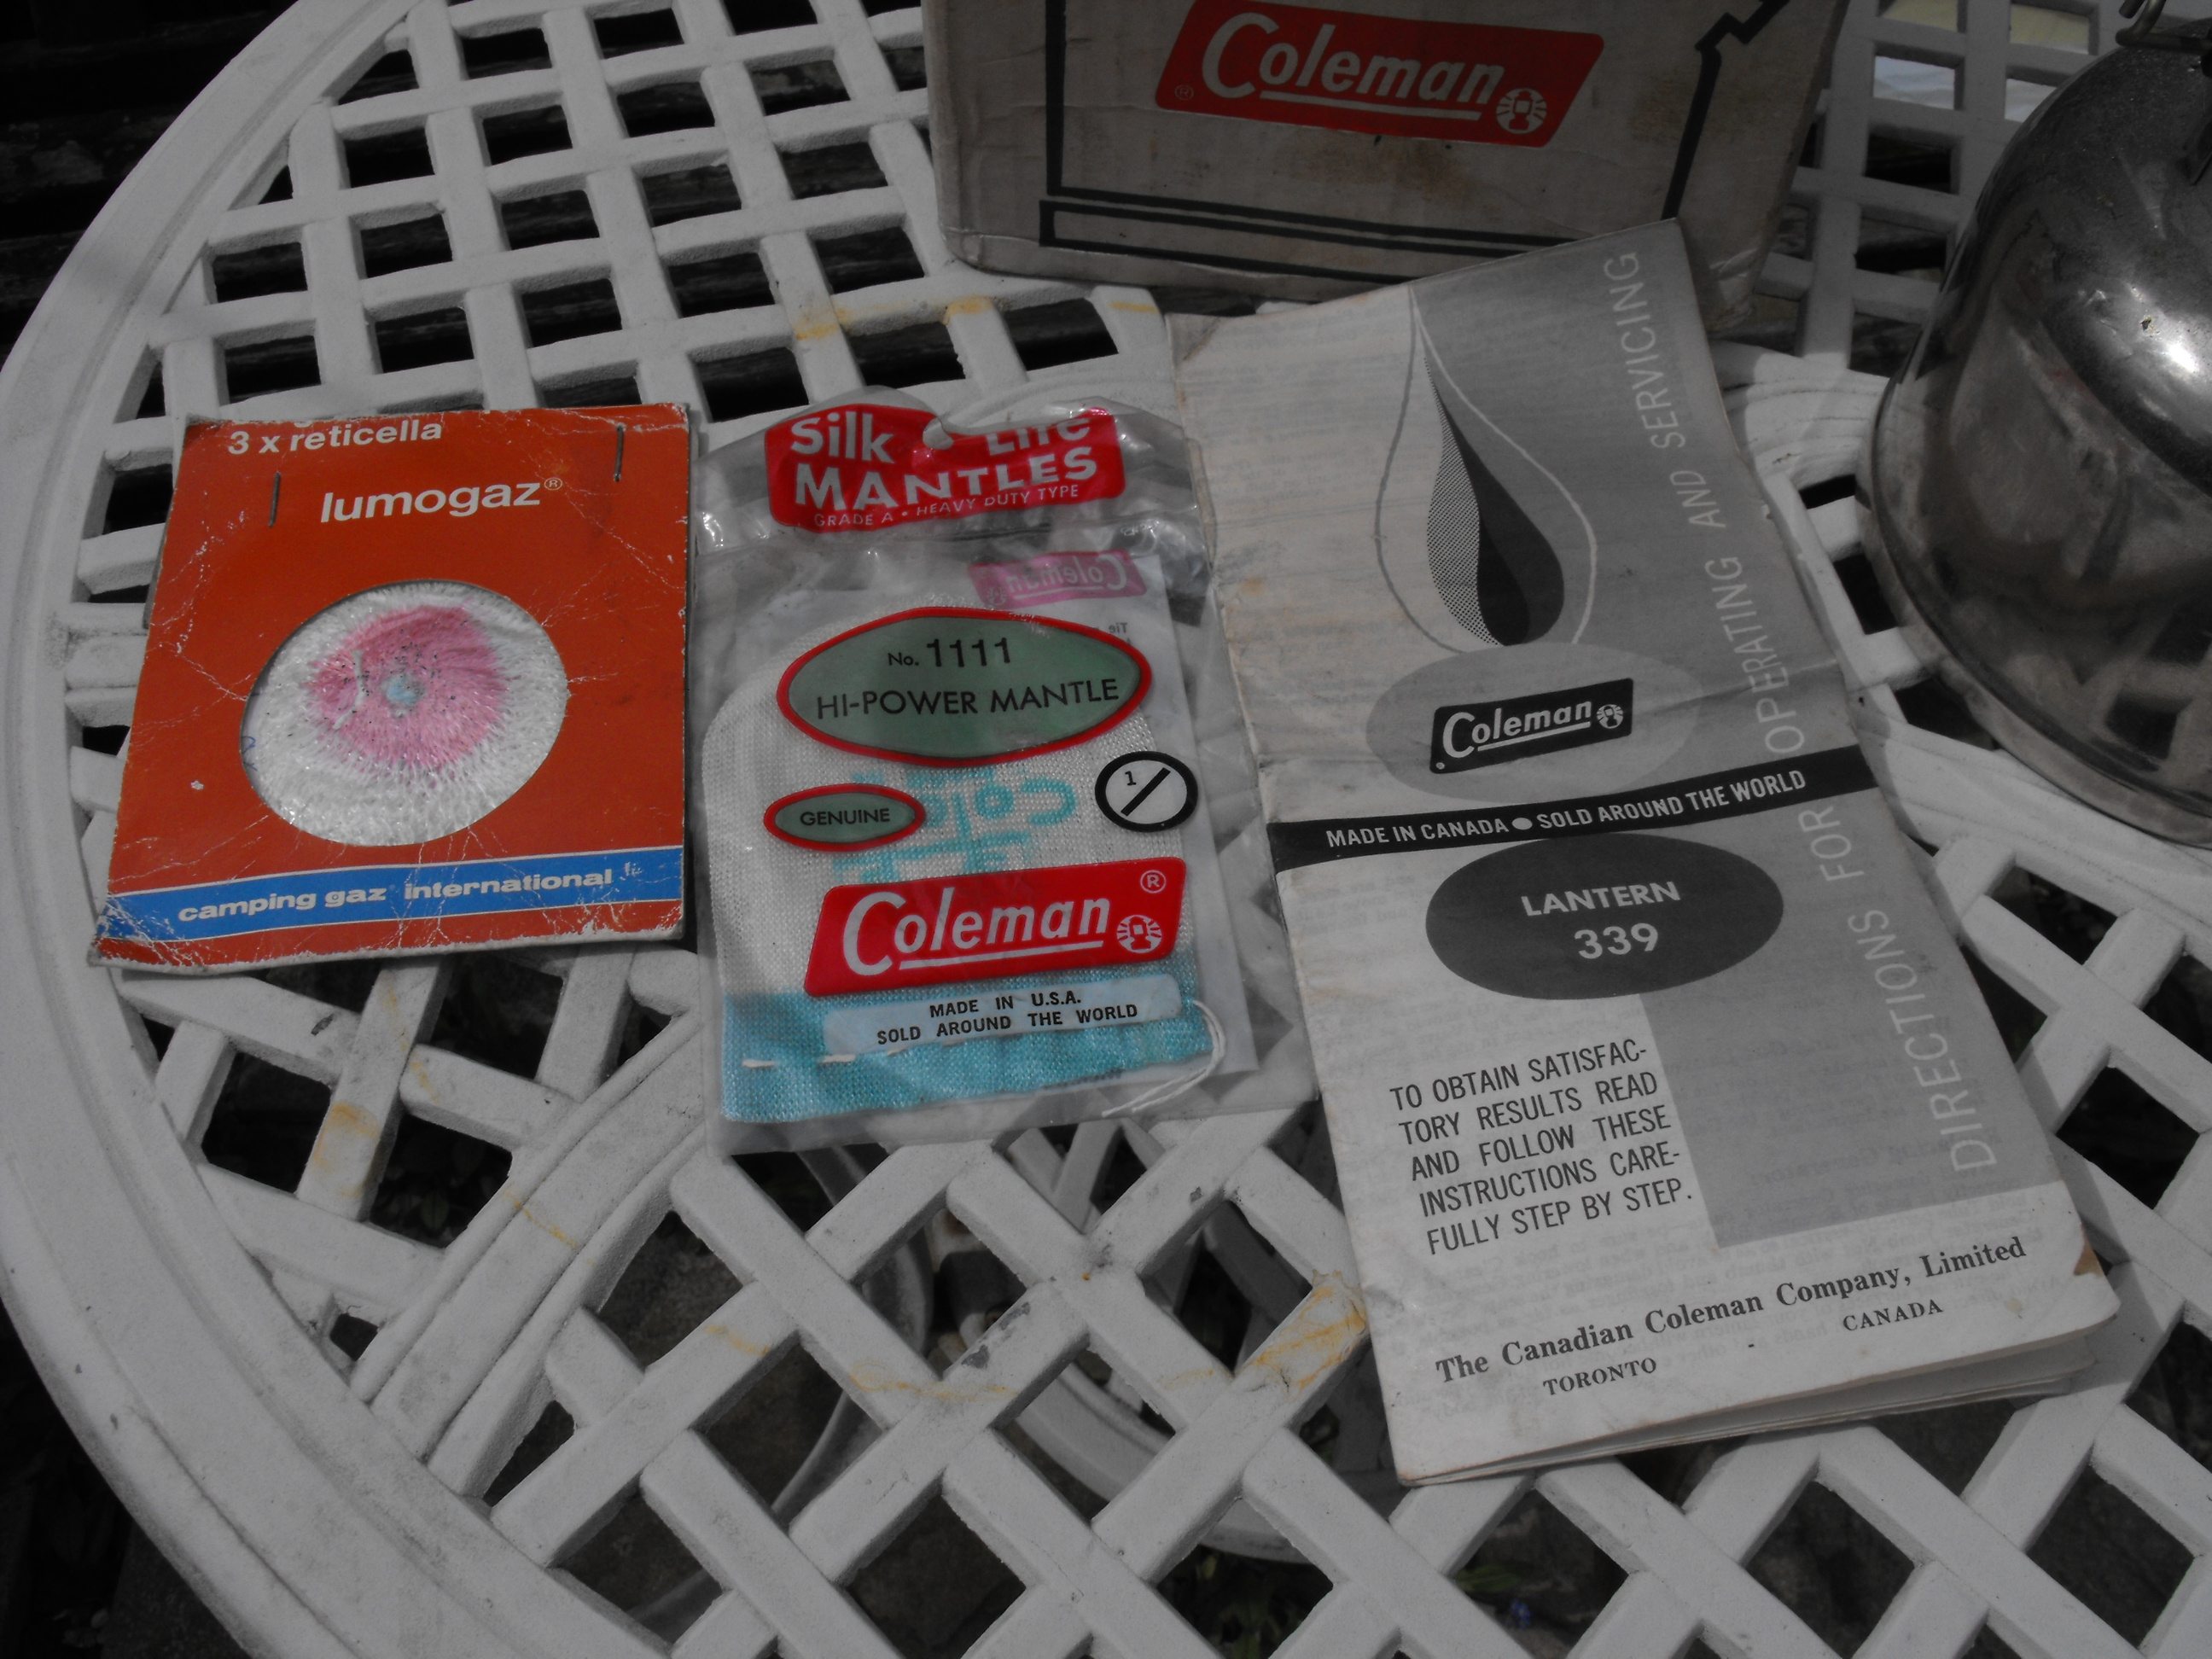 Coleman
®
3 x reticella
lumogaz®
camping gaz international
Silk Life
MANTLES
GRADE A • HEAVY DUTY TYPE
Coleman
Tie
No. 1111
HI-POWER MANTLE
1
GENUINE
Coleman ®
MADE IN U.S.A.
SOLD AROUND THE WORLD
DIRECTIONS FOR OPERATING AND SERVICING
Coleman
MADE IN CANADA ● SOLD AROUND THE WORLD
LANTERN
339
TO OBTAIN SATISFAC-
TORY RESULTS READ
AND FOLLOW THESE
INSTRUCTIONS CARE-
FULLY STEP BY STEP.
The Canadian Coleman Company, Limited
TORONTO - CANADA